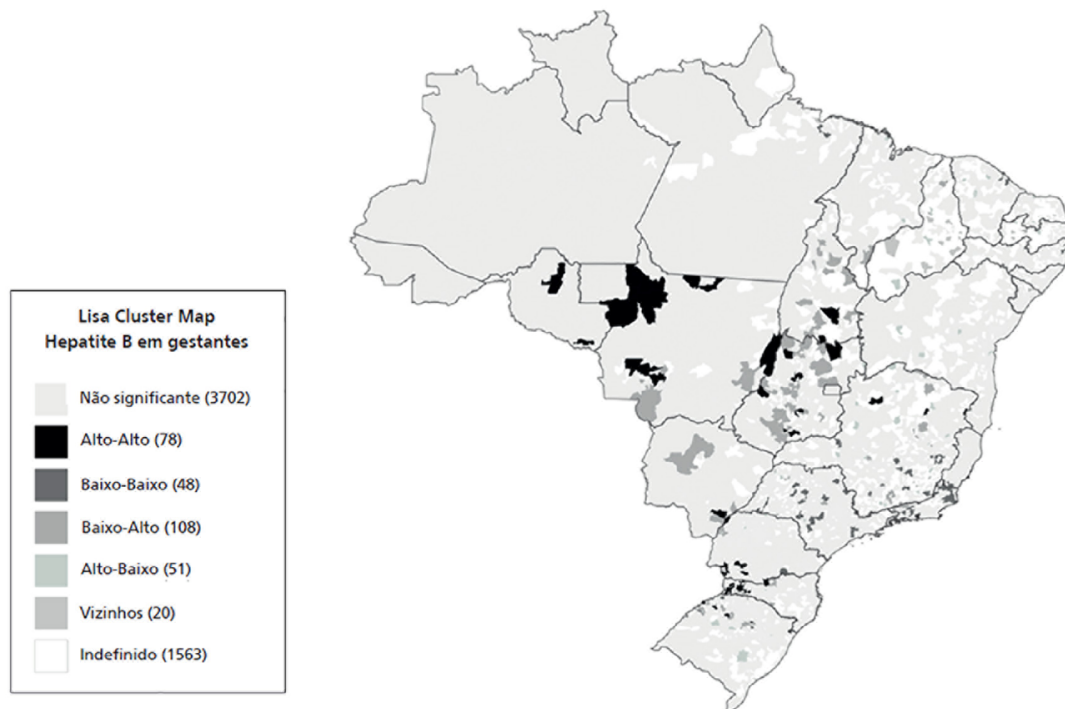 Lisa Cluster Map
Hepatite B em gestantes
Não significante (3702)
Alto-Alto (78)
Baixo-Baixo (48)
Baixo-Alto (108)
Alto-Baixo (51)
Vizinhos (20)
Indefinido (1563)